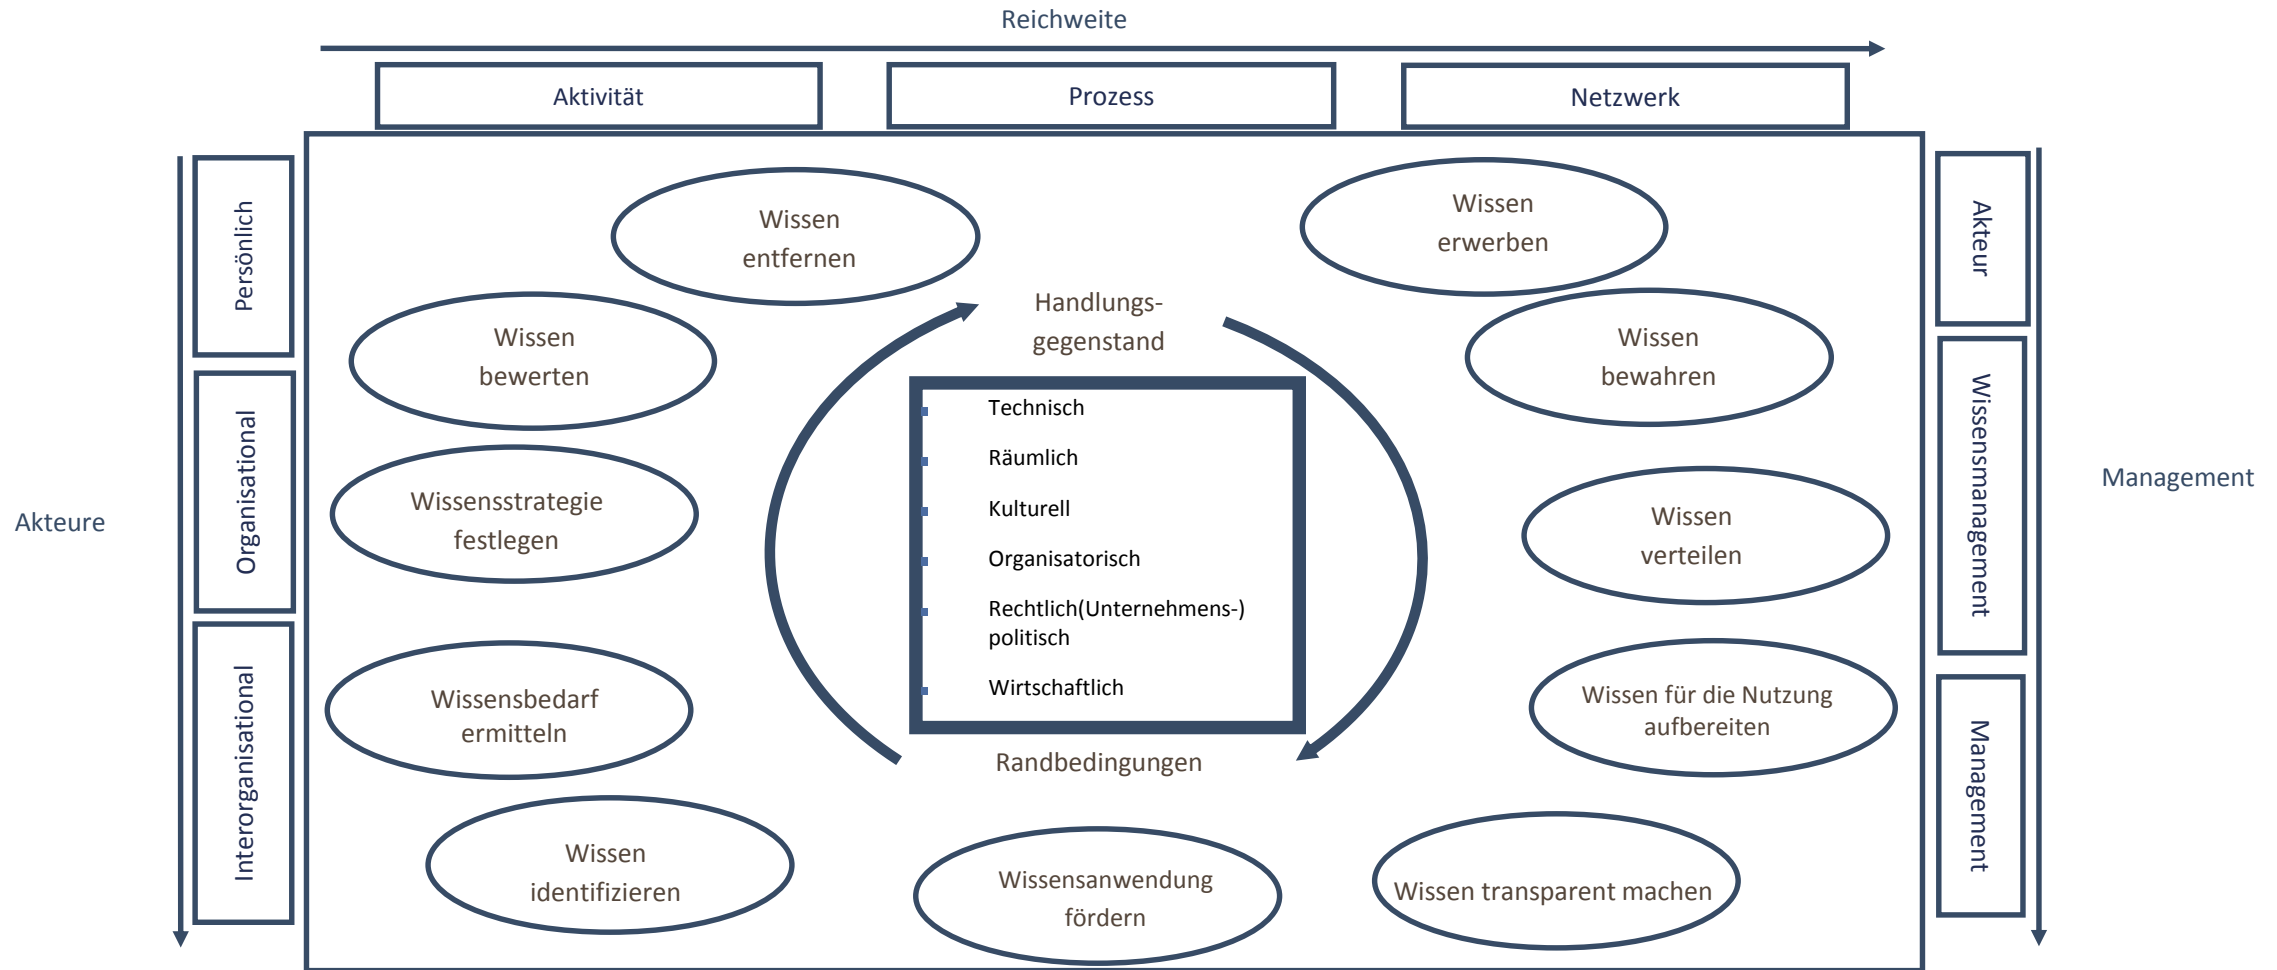 Reichweite
Aktivität
Prozess
Netzwerk
Akteure
Persönlich
Organisational
Interorganisational
Wissen
entfernen
Wissen
erwerben
Wissen
bewerten
Wissen
bewahren
Wissensstrategie
festlegen
Wissen
verteilen
Wissensbedarf
ermitteln
Wissen für die Nutzung
aufbereiten
Wissen
identifizieren
Wissensanwendung
fördern
Wissen transparent machen
Handlungs-
gegenstand
Technisch
Räumlich
Kulturell
Organisatorisch
Rechtlich(Unternehmens-)
politisch
Wirtschaftlich
Randbedingungen
Akteur
Wissensmanagement
Management
Management